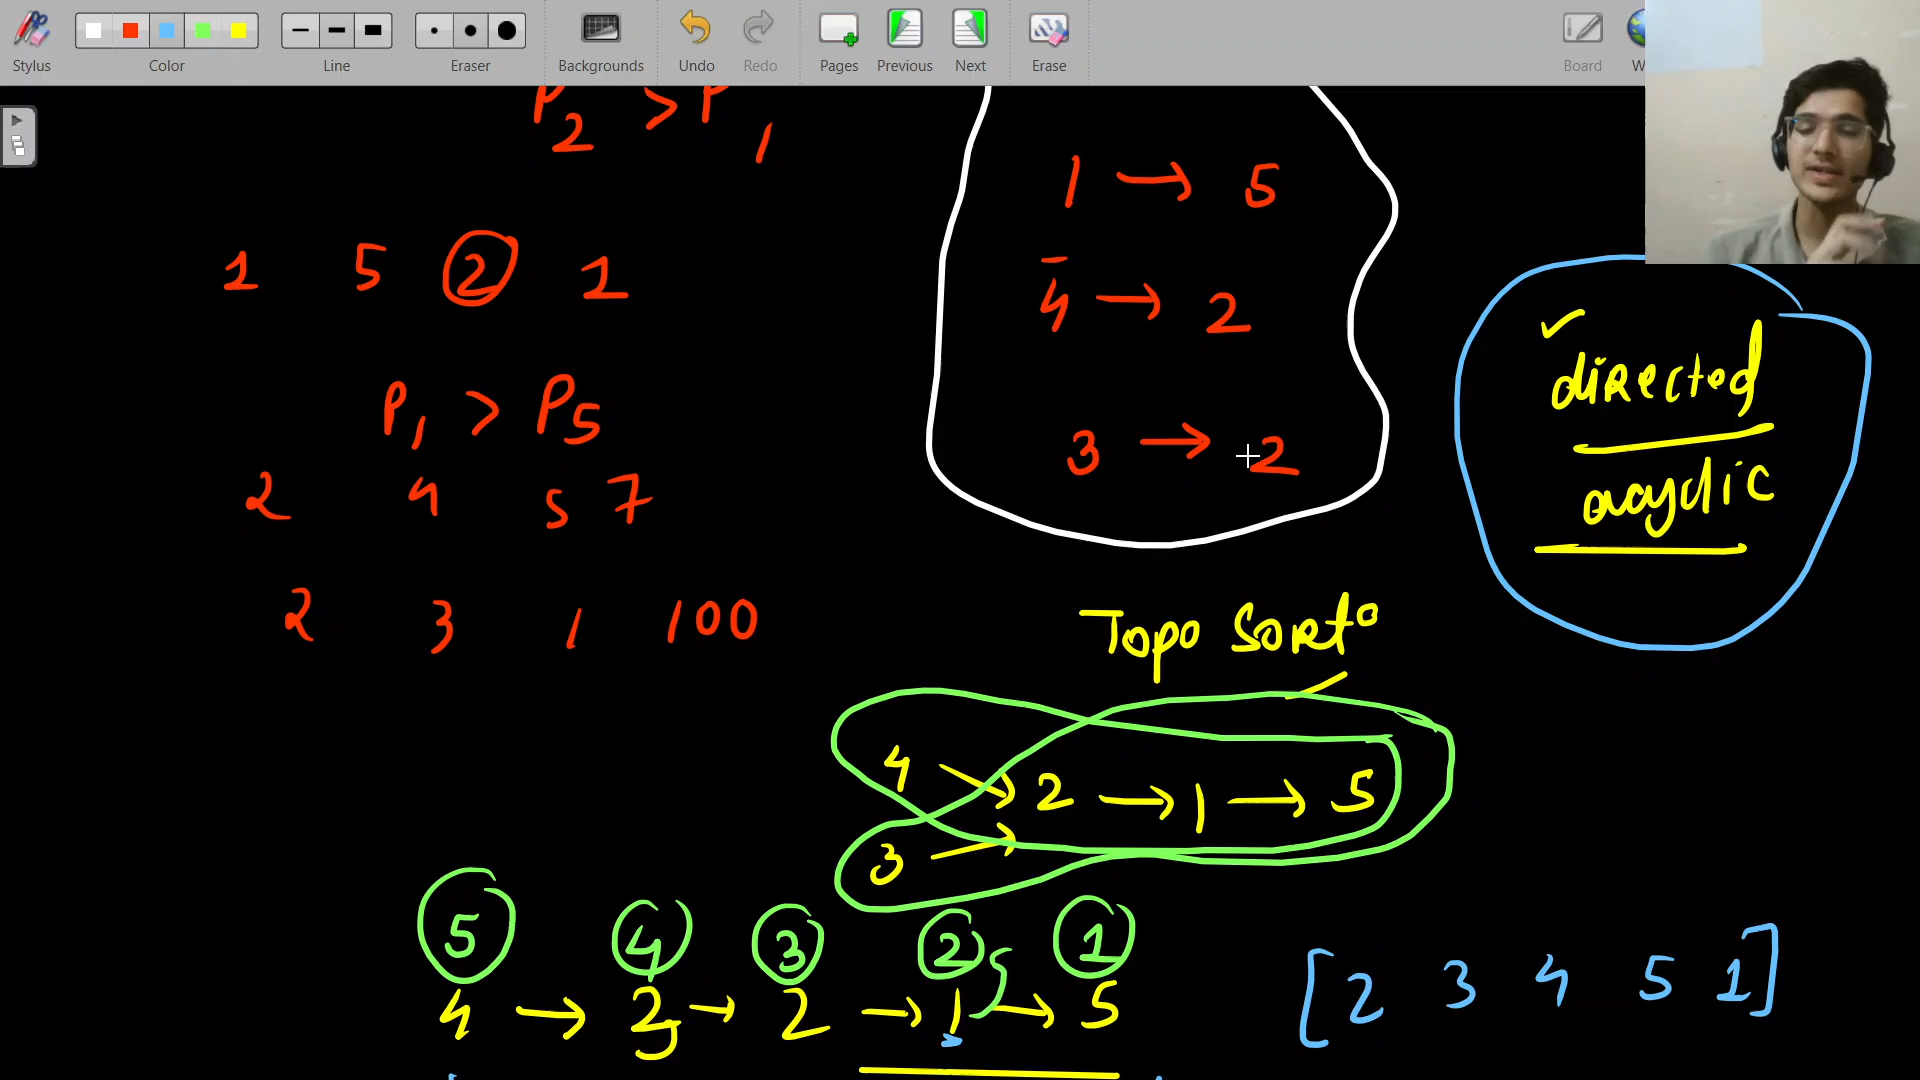 Stylus Color Line Eraser Backgrounds Undo Redo Pages Previous Next Erase Board W
P2 > P1
1 → 5
1 5 2 1
4 → 2
P1 > P5
3 → 2
2 4 5 7
2 3 1 100
directed
acyclic
Topo Sort
4 → 2 → 1 → 5
3 →
5 4 3 2 1
4 → 3 → 2 → 1 → 5
[2 3 4 5 1]